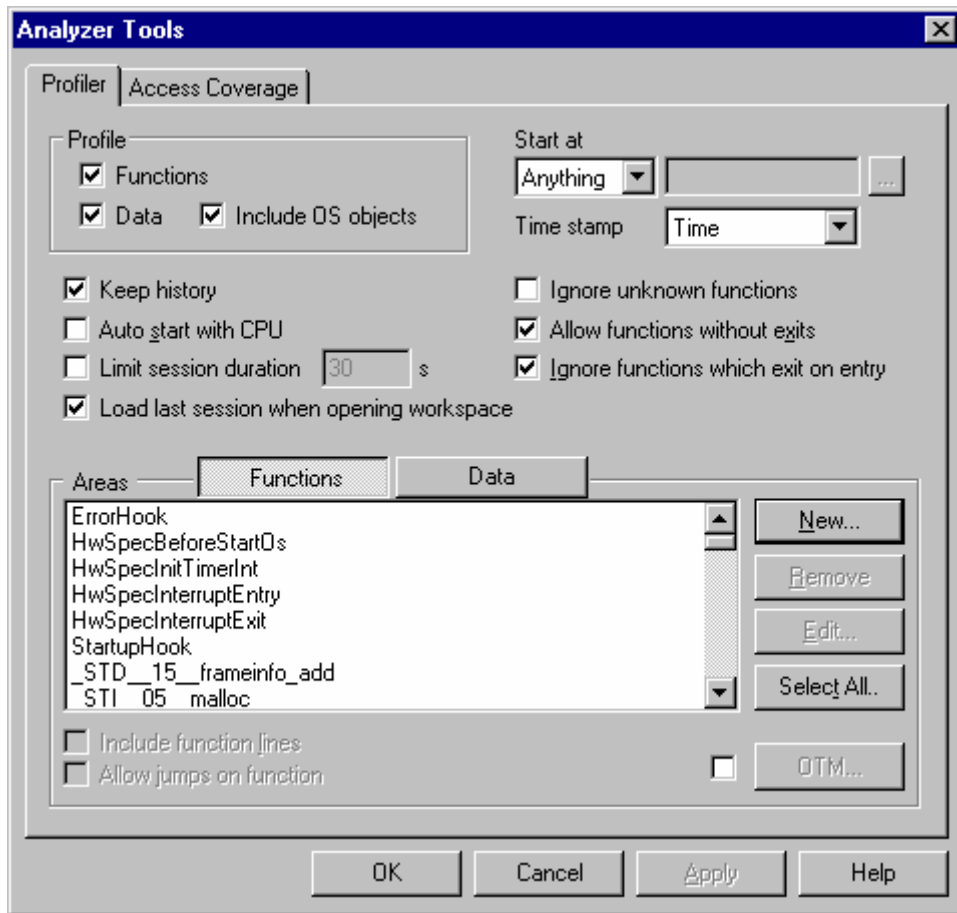 Analyzer Tools
Profiler
Access Coverage
Profile
Functions
Data
Include OS objects
Start at
Anything
...
Time stamp
Time
Keep history
Auto start with CPU
Limit session duration 30 s
Load last session when opening workspace
Ignore unknown functions
Allow functions without exits
Ignore functions which exit on entry
Areas
Functions
Data
ErrorHook
HwSpecBeforeStartOs
HwSpecInitTimerInt
HwSpecInterruptEntry
HwSpecInterruptExit
StartupHook
_STD__15__frameinfo_add
_STI__05__malloc
New...
Remove
Edit...
Select All..
Include function lines
Allow jumps on function
OTM...
OK
Cancel
Apply
Help